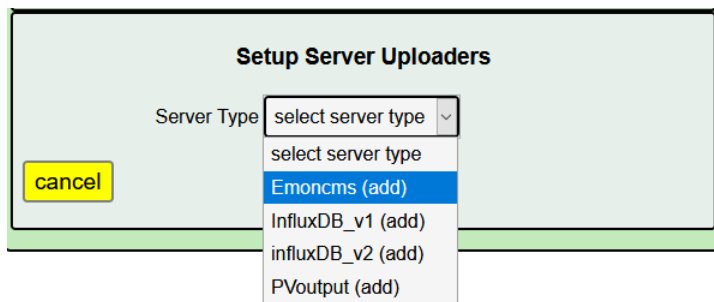 Setup Server Uploaders
Server Type select server type
select server type
cancel
Emoncms (add)
InfluxDB_v1 (add)
influxDB_v2 (add)
PVoutput (add)